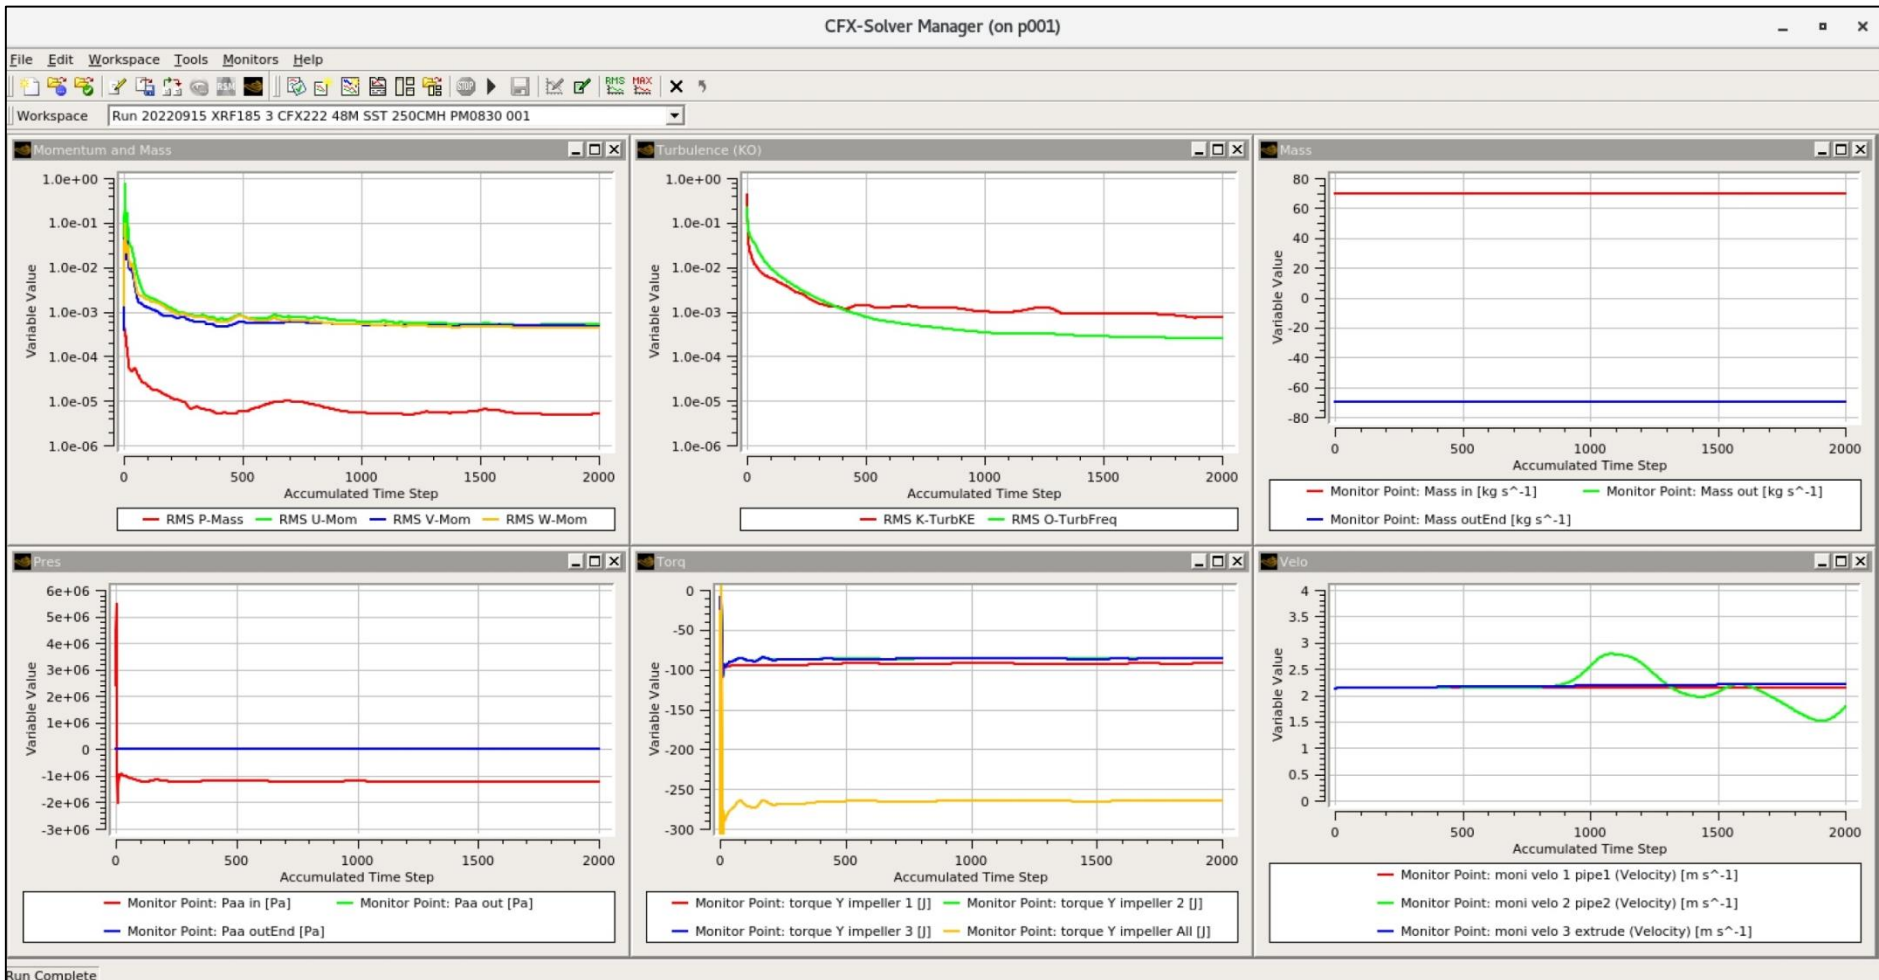 CFX-Solver Manager (on p001)
File Edit Workspace Tools Monitors Help
RSM STOP RMS MAX
Workspace Run 20220915 XRF185 3 CFX222 48M SST 250CMH PM0830 001
Momentum and Mass
1.0e+00
1.0e-01
1.0e-02
1.0e-03
1.0e-04
1.0e-05
1.0e-06
Variable Value
0 500 1000 1500 2000
Accumulated Time Step
RMS P-Mass RMS U-Mom RMS V-Mom RMS W-Mom
Turbulence (KO)
1.0e+00
1.0e-01
1.0e-02
1.0e-03
1.0e-04
1.0e-05
1.0e-06
Variable Value
0 500 1000 1500 2000
Accumulated Time Step
RMS K-TurbKE RMS O-TurbFreq
Mass
80
60
40
20
0
-20
-40
-60
-80
Variable Value
0 500 1000 1500 2000
Accumulated Time Step
Monitor Point: Mass in [kg s^-1] Monitor Point: Mass out [kg s^-1]
Monitor Point: Mass outEnd [kg s^-1]
Pres
6e+06
5e+06
4e+06
3e+06
2e+06
1e+06
0
-1e+06
-2e+06
-3e+06
Variable Value
0 500 1000 1500 2000
Accumulated Time Step
Monitor Point: Paa in [Pa] Monitor Point: Paa out [Pa]
Monitor Point: Paa outEnd [Pa]
Torq
0
-50
-100
-150
-200
-250
-300
Variable Value
0 500 1000 1500 2000
Accumulated Time Step
Monitor Point: torque Y impeller 1 [J] Monitor Point: torque Y impeller 2 [J]
Monitor Point: torque Y impeller 3 [J] Monitor Point: torque Y impeller All [J]
Velo
4
3.5
3
2.5
2
1.5
1
0.5
0
Variable Value
0 500 1000 1500 2000
Accumulated Time Step
Monitor Point: moni velo 1 pipe1 (Velocity) [m s^-1]
Monitor Point: moni velo 2 pipe2 (Velocity) [m s^-1]
Monitor Point: moni velo 3 extrude (Velocity) [m s^-1]
Run Complete